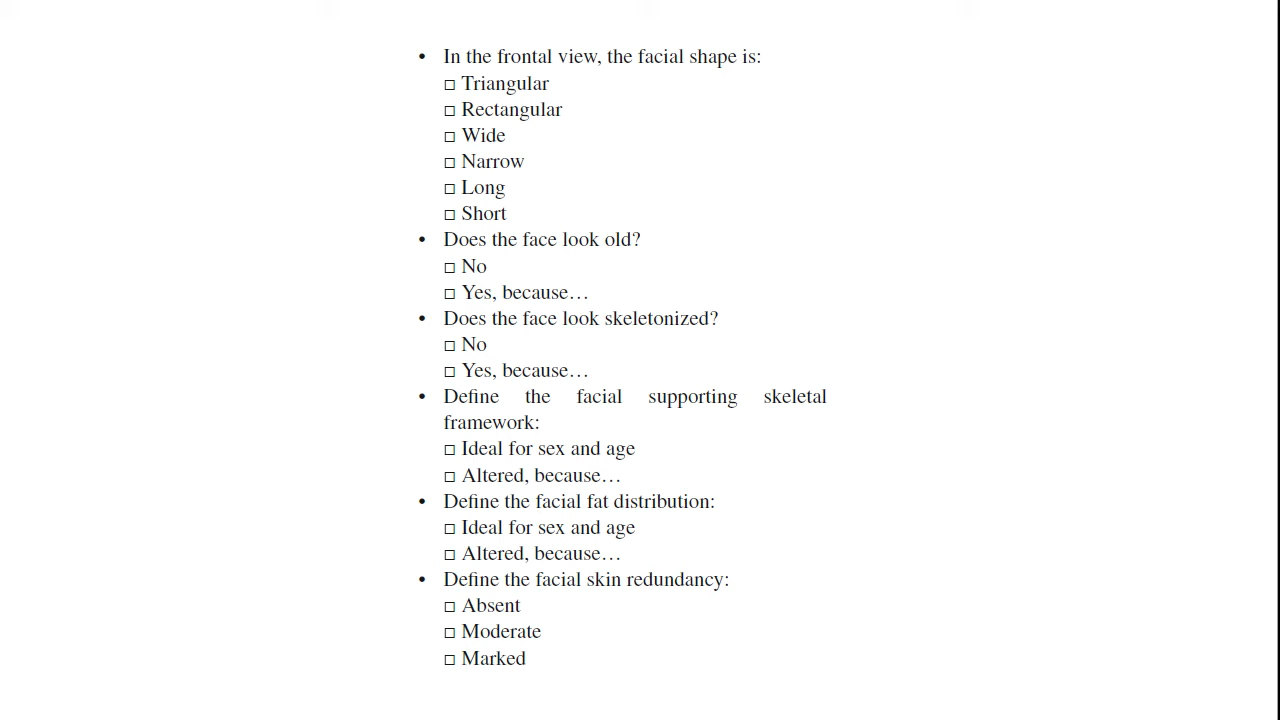 • In the frontal view, the facial shape is:
□ Triangular
□ Rectangular
□ Wide
□ Narrow
□ Long
□ Short
• Does the face look old?
□ No
□ Yes, because…
• Does the face look skeletonized?
□ No
□ Yes, because…
• Define the facial supporting skeletal
framework:
□ Ideal for sex and age
□ Altered, because…
• Define the facial fat distribution:
□ Ideal for sex and age
□ Altered, because…
• Define the facial skin redundancy:
□ Absent
□ Moderate
□ Marked